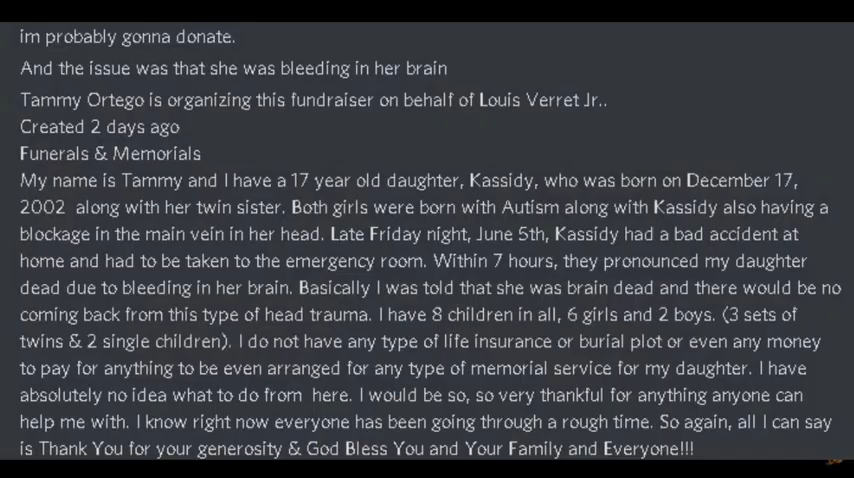 im probably gonna donate.
And the issue was that she was bleeding in her brain
Tammy Ortego is organizing this fundraiser on behalf of Louis Verret Jr..
Created 2 days ago
Funerals & Memorials
My name is Tammy and I have a 17 year old daughter, Kassidy, who was born on December 17,
2002  along with her twin sister. Both girls were born with Autism along with Kassidy also having a
blockage in the main vein in her head. Late Friday night, June 5th, Kassidy had a bad accident at
home and had to be taken to the emergency room. Within 7 hours, they pronounced my daughter
dead due to bleeding in her brain. Basically I was told that she was brain dead and there would be no
coming back from this type of head trauma. I have 8 children in all, 6 girls and 2 boys. (3 sets of
twins & 2 single children). I do not have any type of life insurance or burial plot or even any money
to pay for anything to be even arranged for any type of memorial service for my daughter. I have
absolutely no idea what to do from  here. I would be so, so very thankful for anything anyone can
help me with. I know right now everyone has been going through a rough time. So again, all I can say
is Thank You for your generosity & God Bless You and Your Family and Everyone!!!